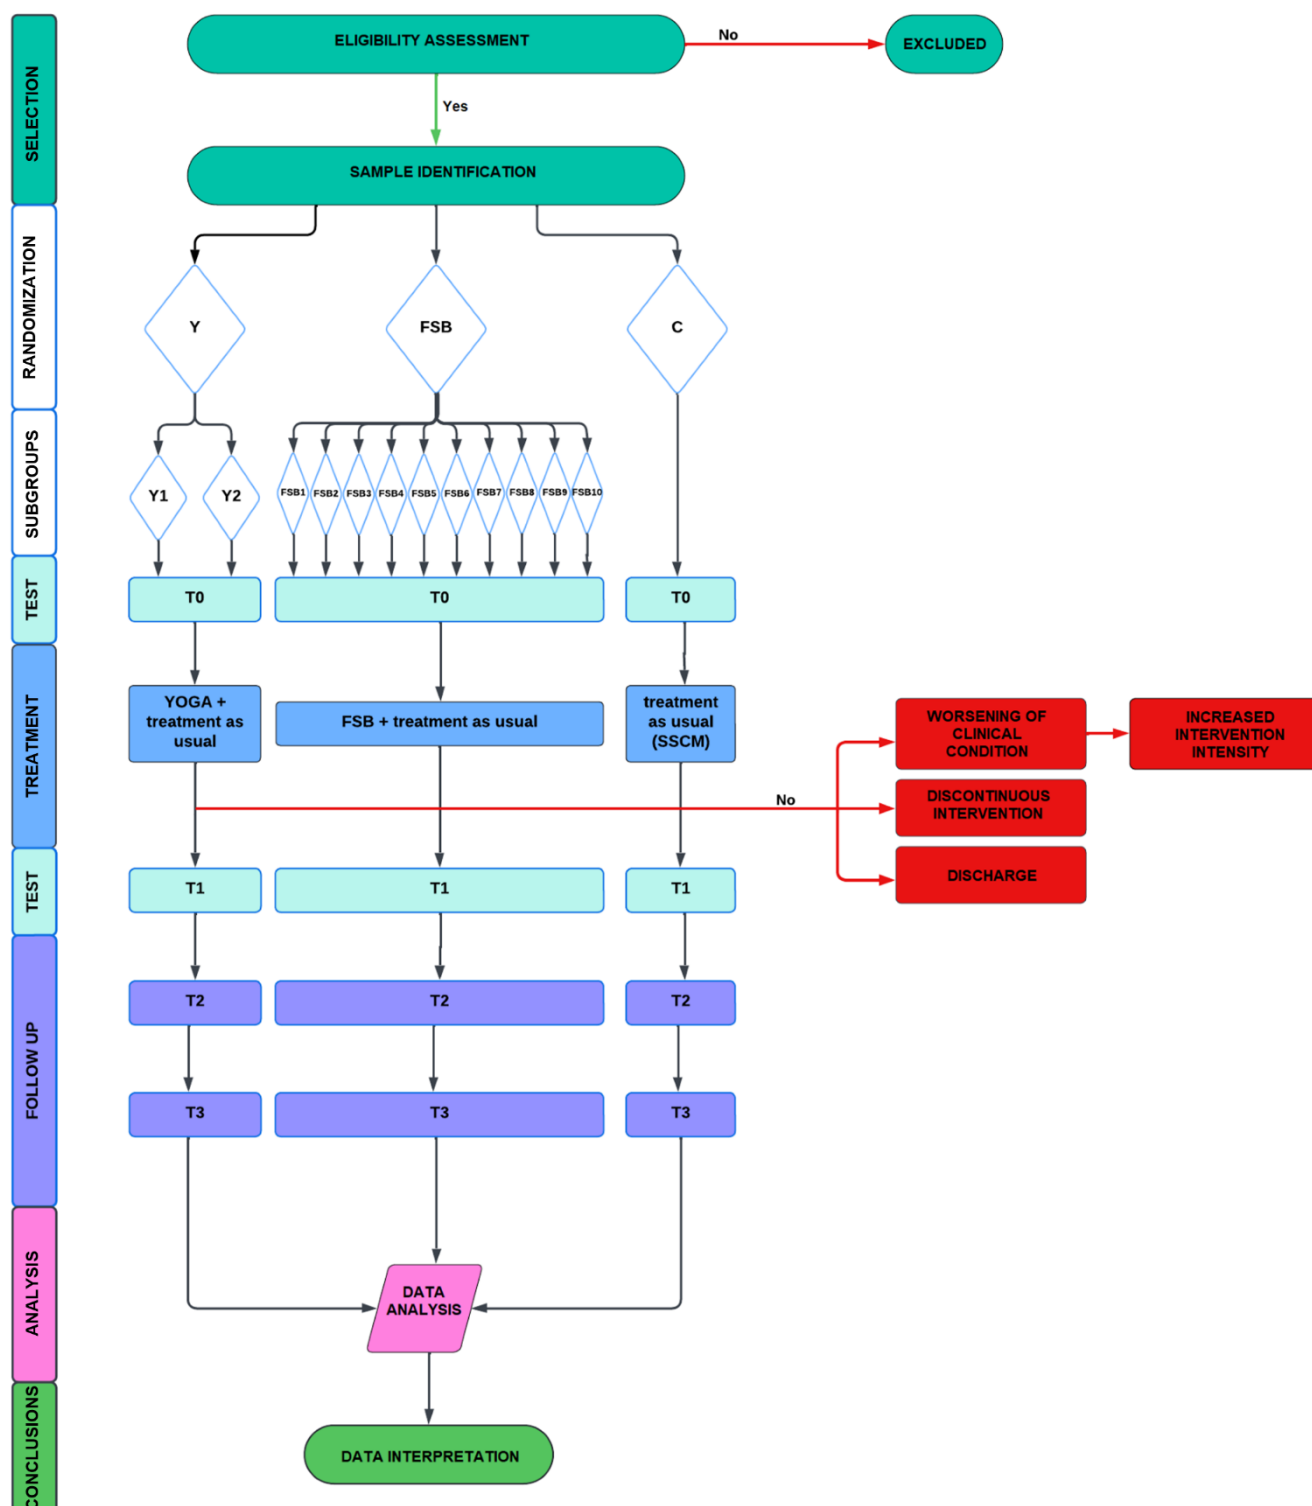 SELECTION
ELIGIBILITY ASSESSMENT
No
EXCLUDED
Yes
SAMPLE IDENTIFICATION
RANDOMIZATION
Y
FSB
C
SUBGROUPS
Y1
Y2
FSB1
FSB2
FSB3
FSB4
FSB5
FSB6
FSB7
FSB8
FSB9
FSB10
TEST
T0
T0
T0
TREATMENT
YOGA +
treatment as
usual
FSB + treatment as usual
treatment
as usual
(SSCM)
WORSENING OF
CLINICAL
CONDITION
INCREASED
INTERVENTION
INTENSITY
No
DISCONTINUOUS
INTERVENTION
DISCHARGE
TEST
T1
T1
T1
FOLLOW UP
T2
T2
T2
T3
T3
T3
ANALYSIS
DATA
ANALYSIS
CONCLUSIONS
DATA INTERPRETATION